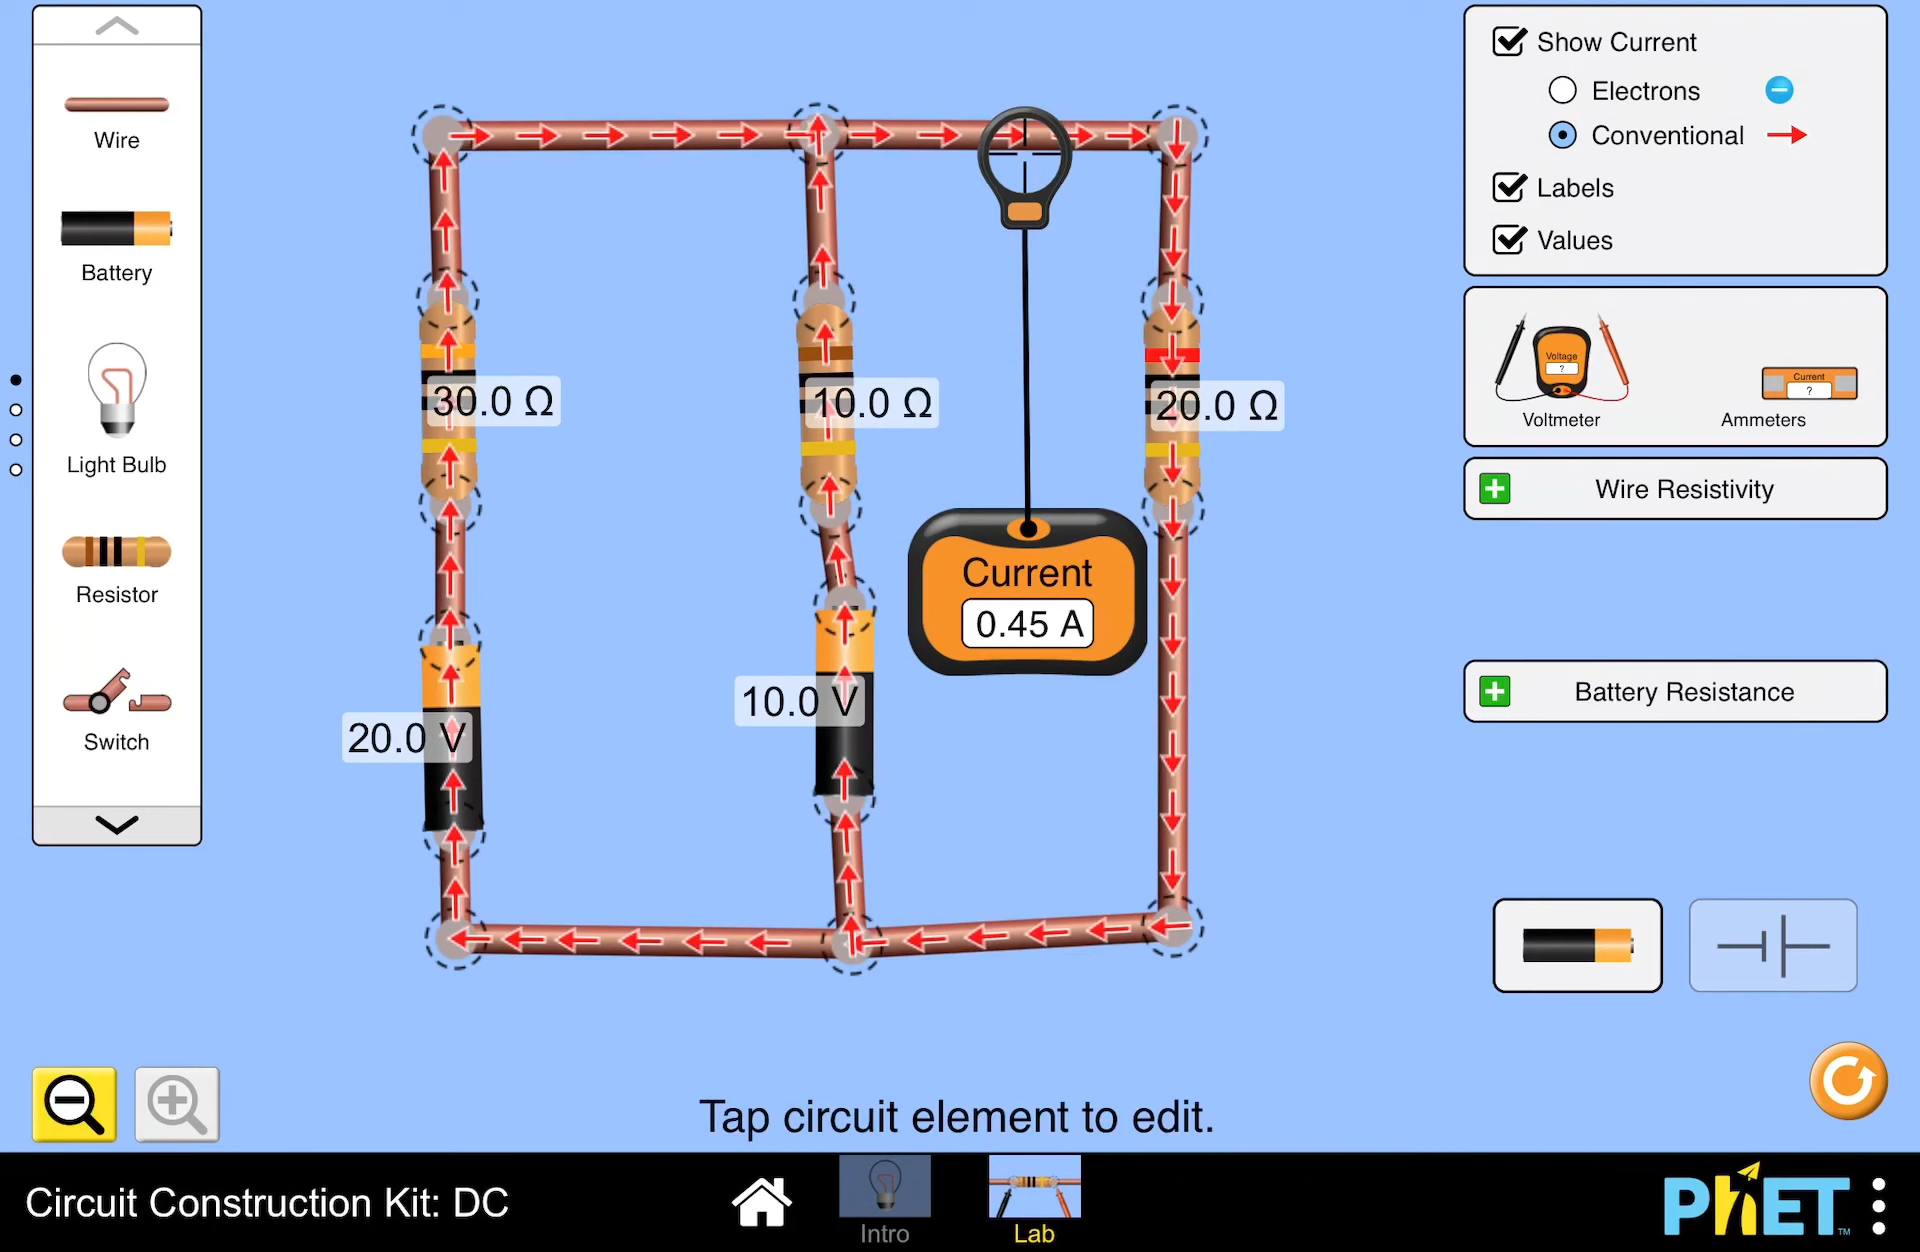 Wire
Battery
Light Bulb
Resistor
Switch
30.0 Ω
10.0 Ω
20.0 Ω
20.0 V
10.0 V
Current
0.45 A
Show Current
Electrons
Conventional
Labels
Values
Voltage
?
Voltmeter
Current
?
Ammeters
Wire Resistivity
Battery Resistance
Tap circuit element to edit.
Circuit Construction Kit: DC
Intro
Lab
PhET™